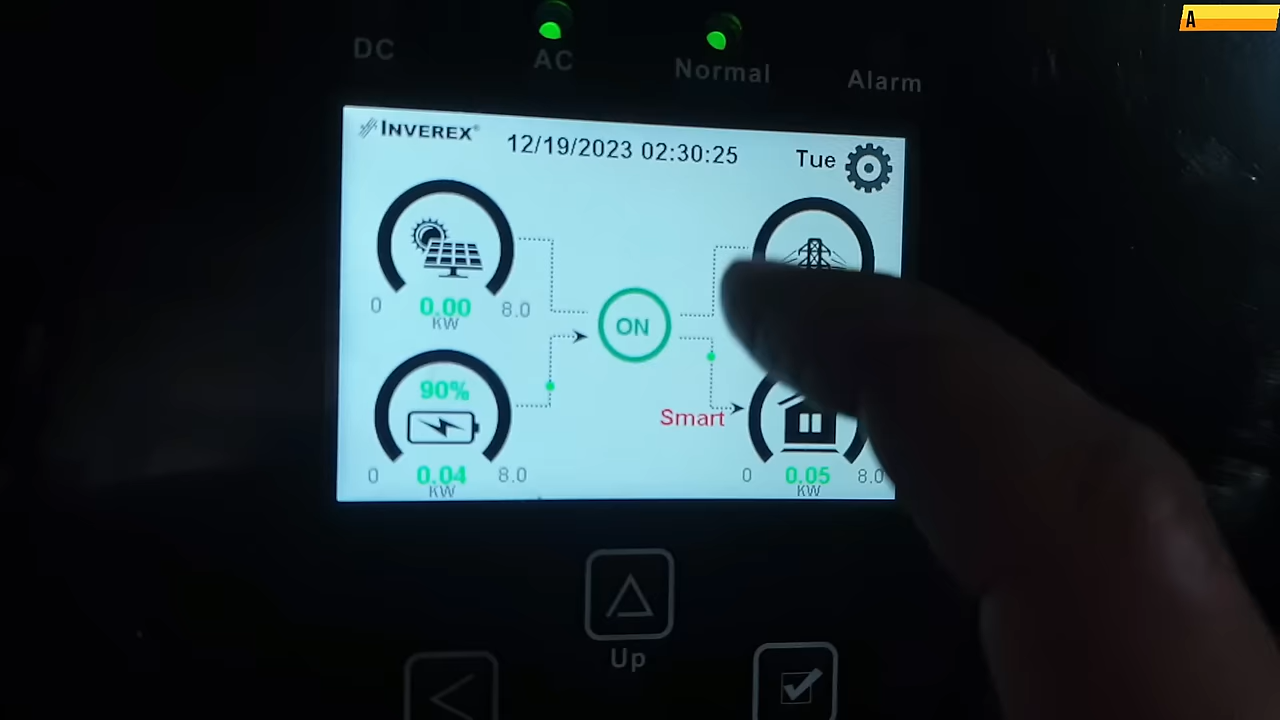 A
DC
AC
Normal
Alarm
INVEREX®
12/19/2023 02:30:25
Tue
0
0.00
KW
8.0
ON
90%
Smart
0
0.04
KW
8.0
0
0.05
KW
8.0
Up